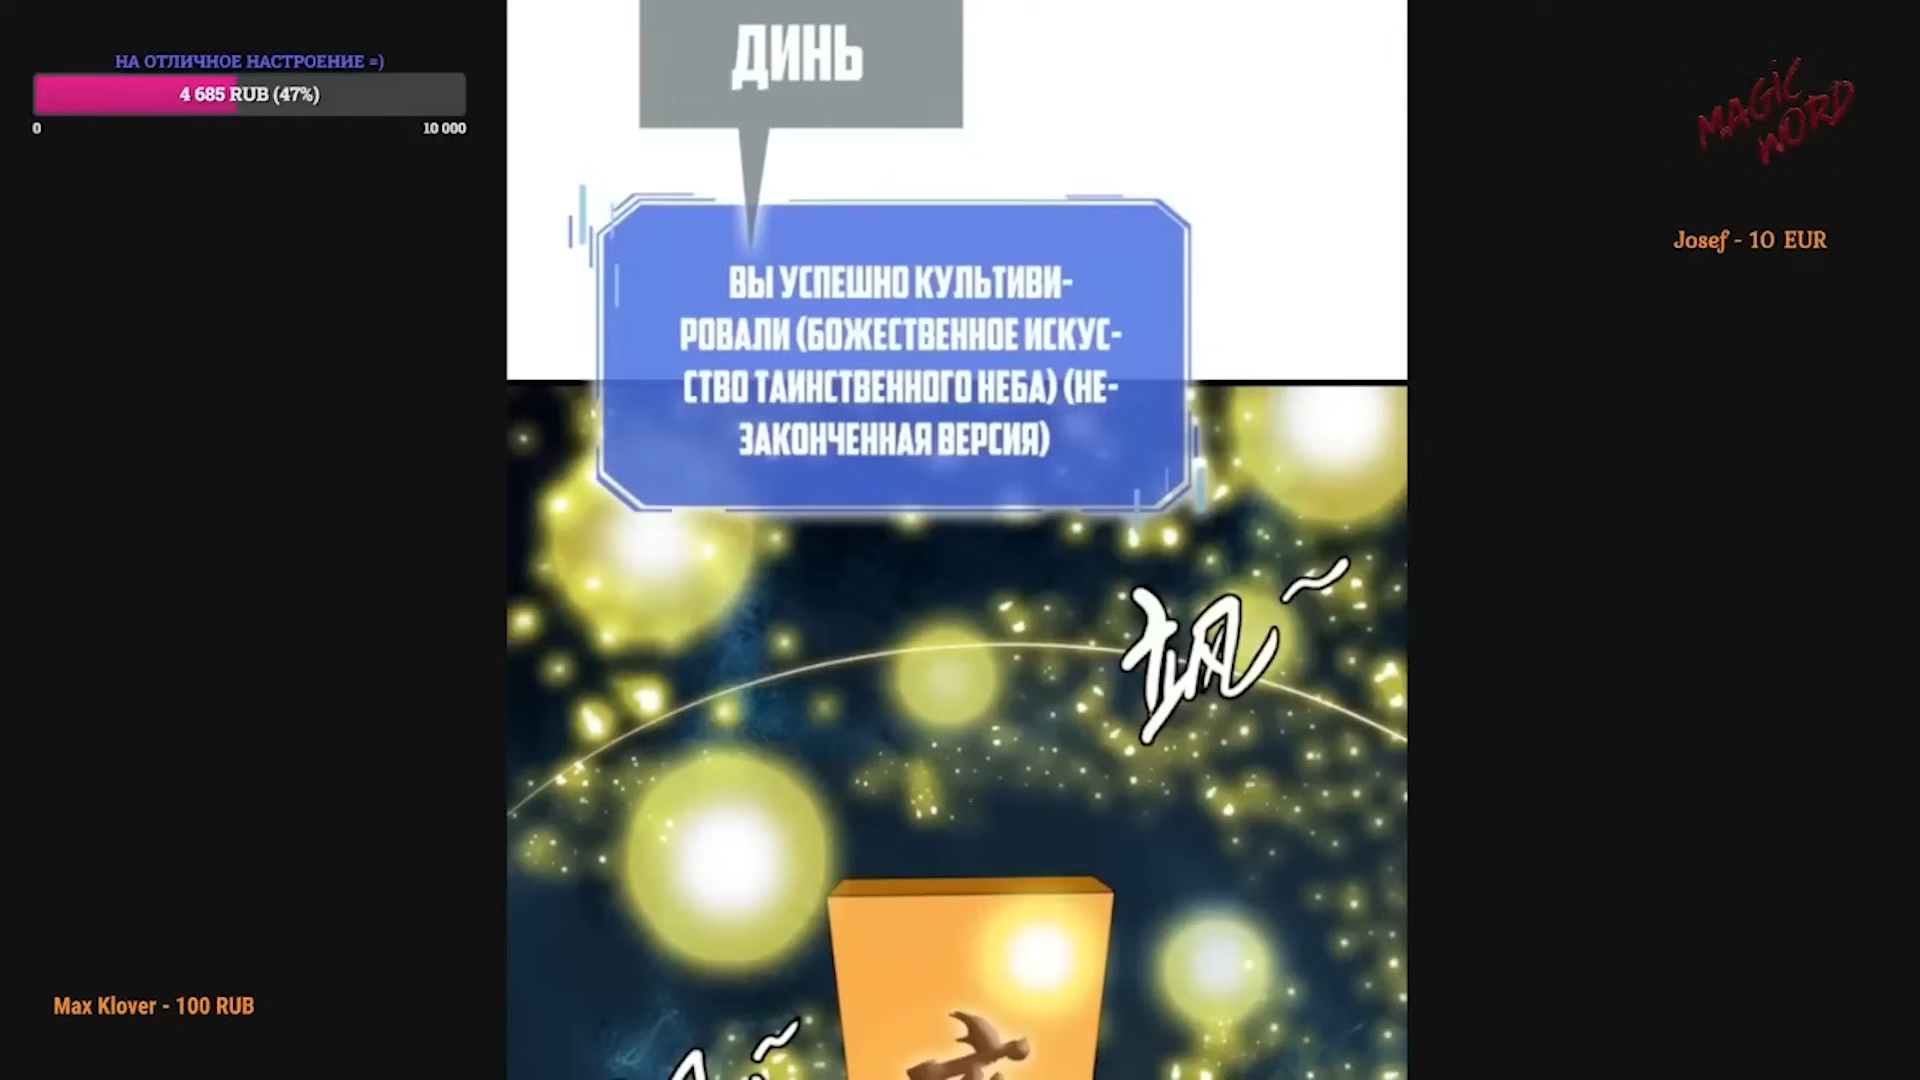 НА ОТЛИЧНОЕ НАСТРОЕНИЕ =)
4 685 RUB (47%)
0
10 000
ДИНЬ
ВЫ УСПЕШНО КУЛЬТИВИ-
РОВАЛИ (БОЖЕСТВЕННОЕ ИСКУС-
СТВО ТАИНСТВЕННОГО НЕБА) (НЕ-
ЗАКОНЧЕННАЯ ВЕРСИЯ)
MAGIC
WORD
Josef - 10 EUR
Max Klover - 100 RUB